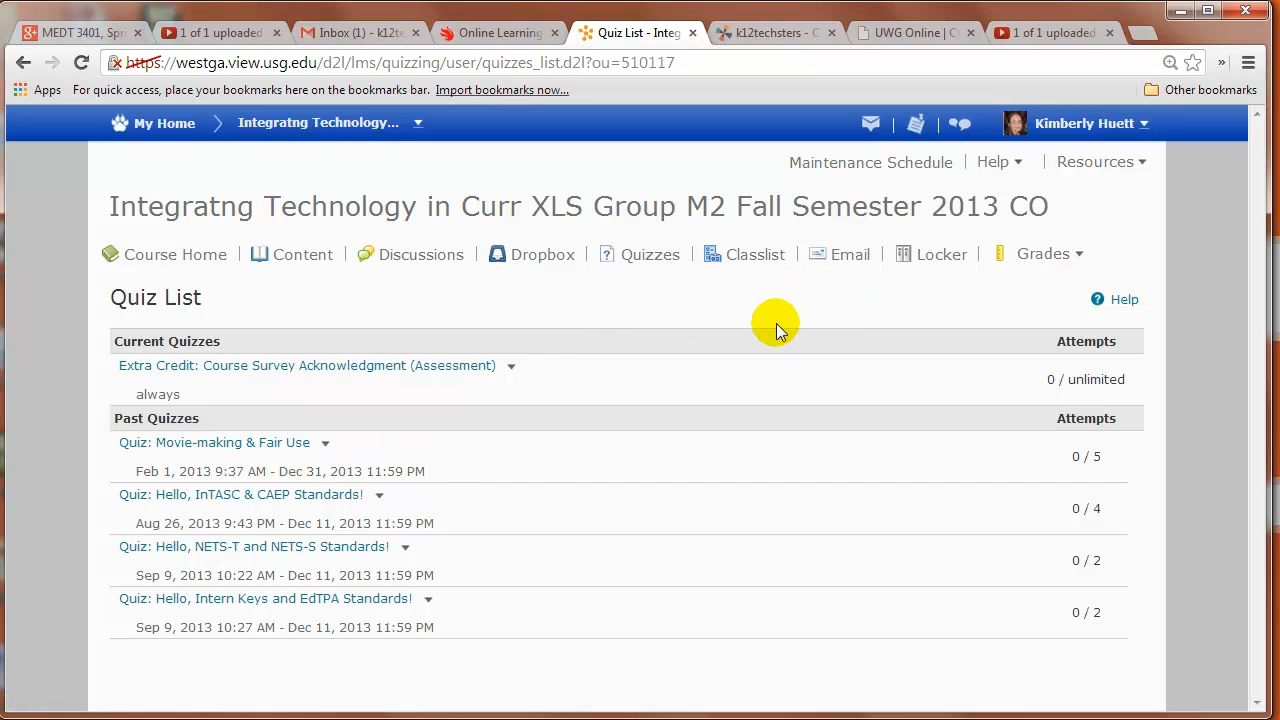 MEDT 3401, Spr
1 of 1 uploaded
Inbox (1) - k12te
Online Learning
Quiz List - Integ
k12techsters - C
UWG Online | C
1 of 1 uploaded
https://westga.view.usg.edu/d2l/lms/quizzing/user/quizzes_list.d2l?ou=510117
Apps For quick access, place your bookmarks here on the bookmarks bar. Import bookmarks now... Other bookmarks
My Home Integratng Technology... Kimberly Huett
Maintenance Schedule Help Resources
Integratng Technology in Curr XLS Group M2 Fall Semester 2013 CO
Course Home Content Discussions Dropbox Quizzes Classlist Email Locker Grades
Quiz List Help
Current Quizzes Attempts
Extra Credit: Course Survey Acknowledgment (Assessment)
0 / unlimited
always
Past Quizzes Attempts
Quiz: Movie-making & Fair Use
0 / 5
Feb 1, 2013 9:37 AM - Dec 31, 2013 11:59 PM
Quiz: Hello, InTASC & CAEP Standards!
0 / 4
Aug 26, 2013 9:43 PM - Dec 11, 2013 11:59 PM
Quiz: Hello, NETS-T and NETS-S Standards!
0 / 2
Sep 9, 2013 10:22 AM - Dec 11, 2013 11:59 PM
Quiz: Hello, Intern Keys and EdTPA Standards!
0 / 2
Sep 9, 2013 10:27 AM - Dec 11, 2013 11:59 PM